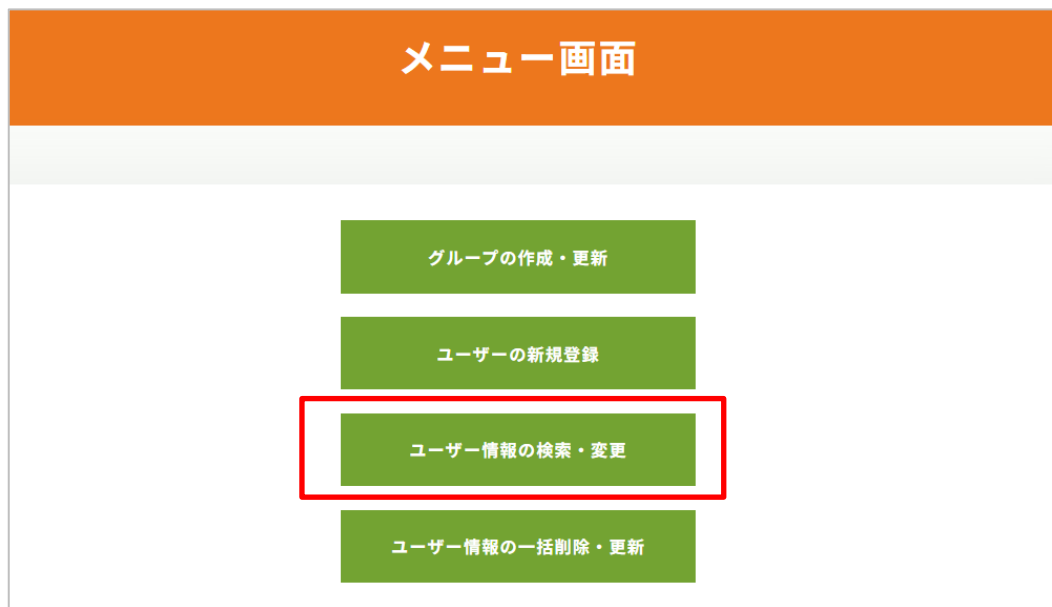 メニュー画面
グループの作成・更新
ユーザーの新規登録
ユーザー情報の検索・変更
ユーザー情報の一括削除・更新